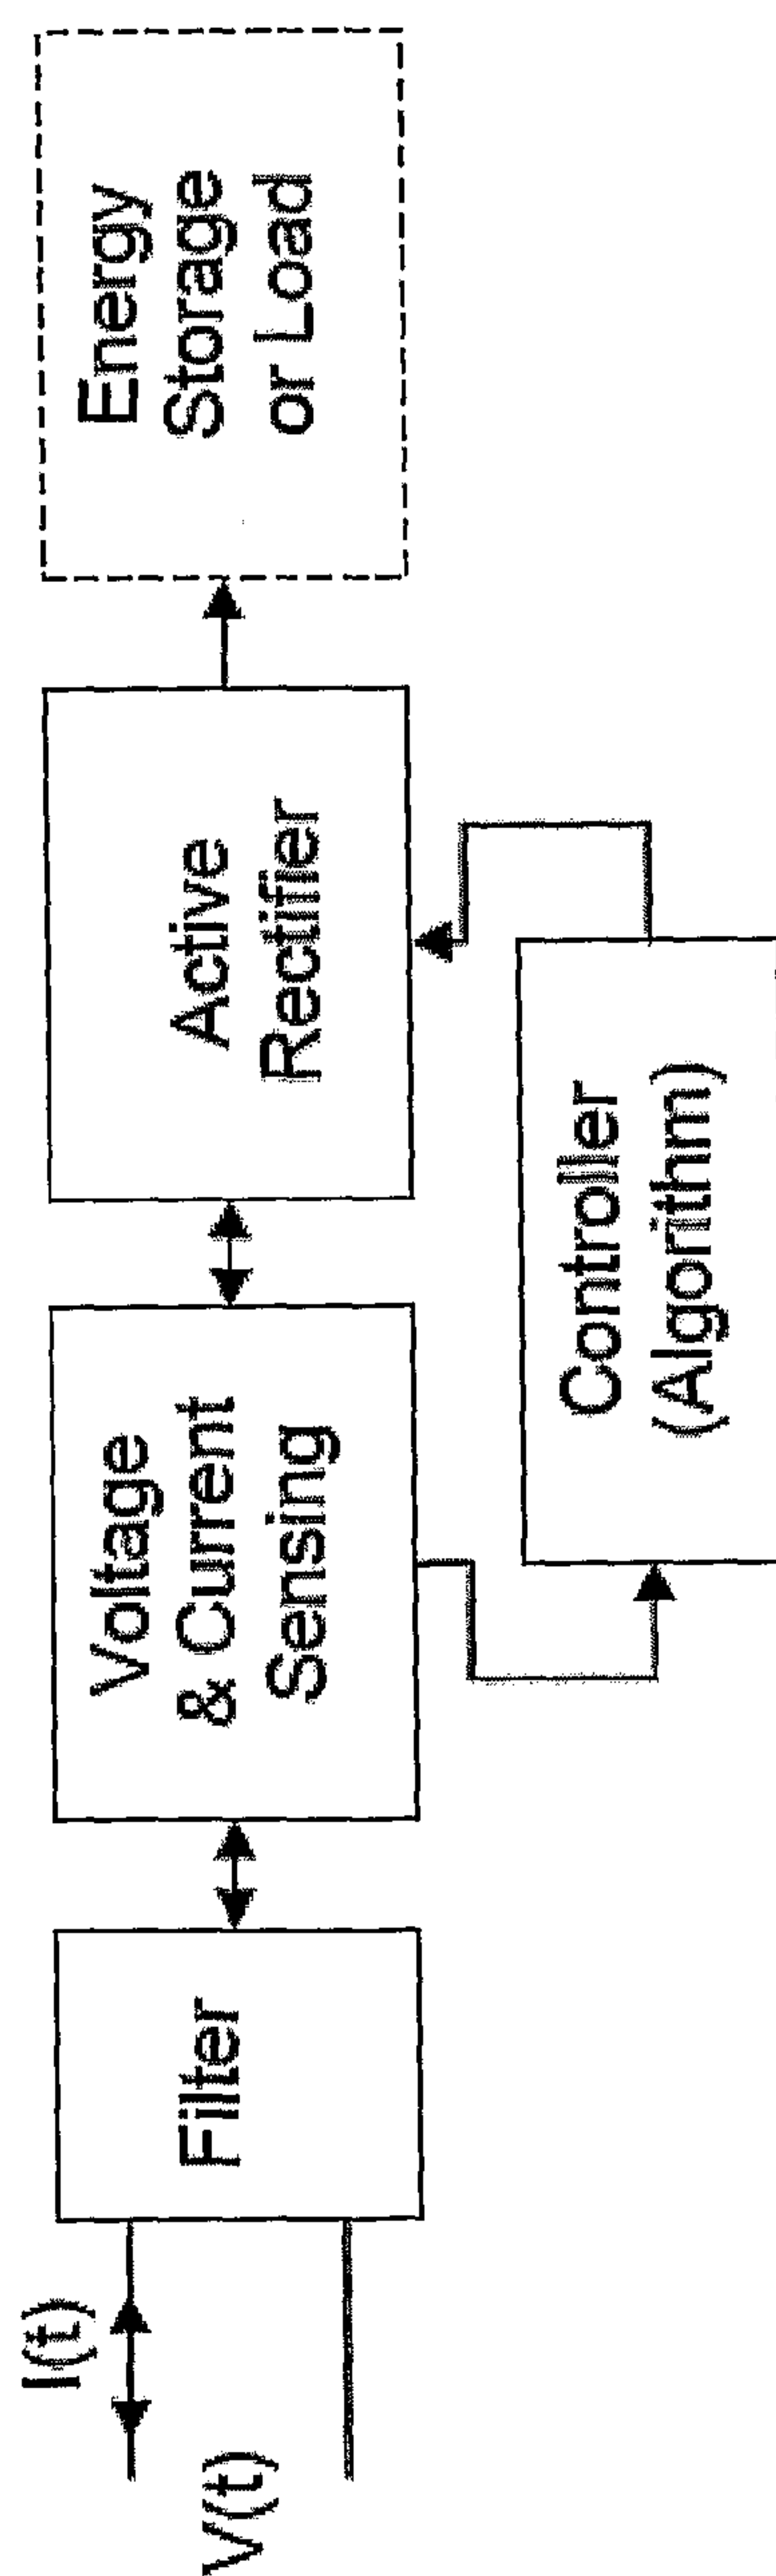 I(t)
V(t)
Filter
Voltage
& Current
Sensing
Active
Rectifier
Energy
Storage
or Load
Controller
(Algorithm)